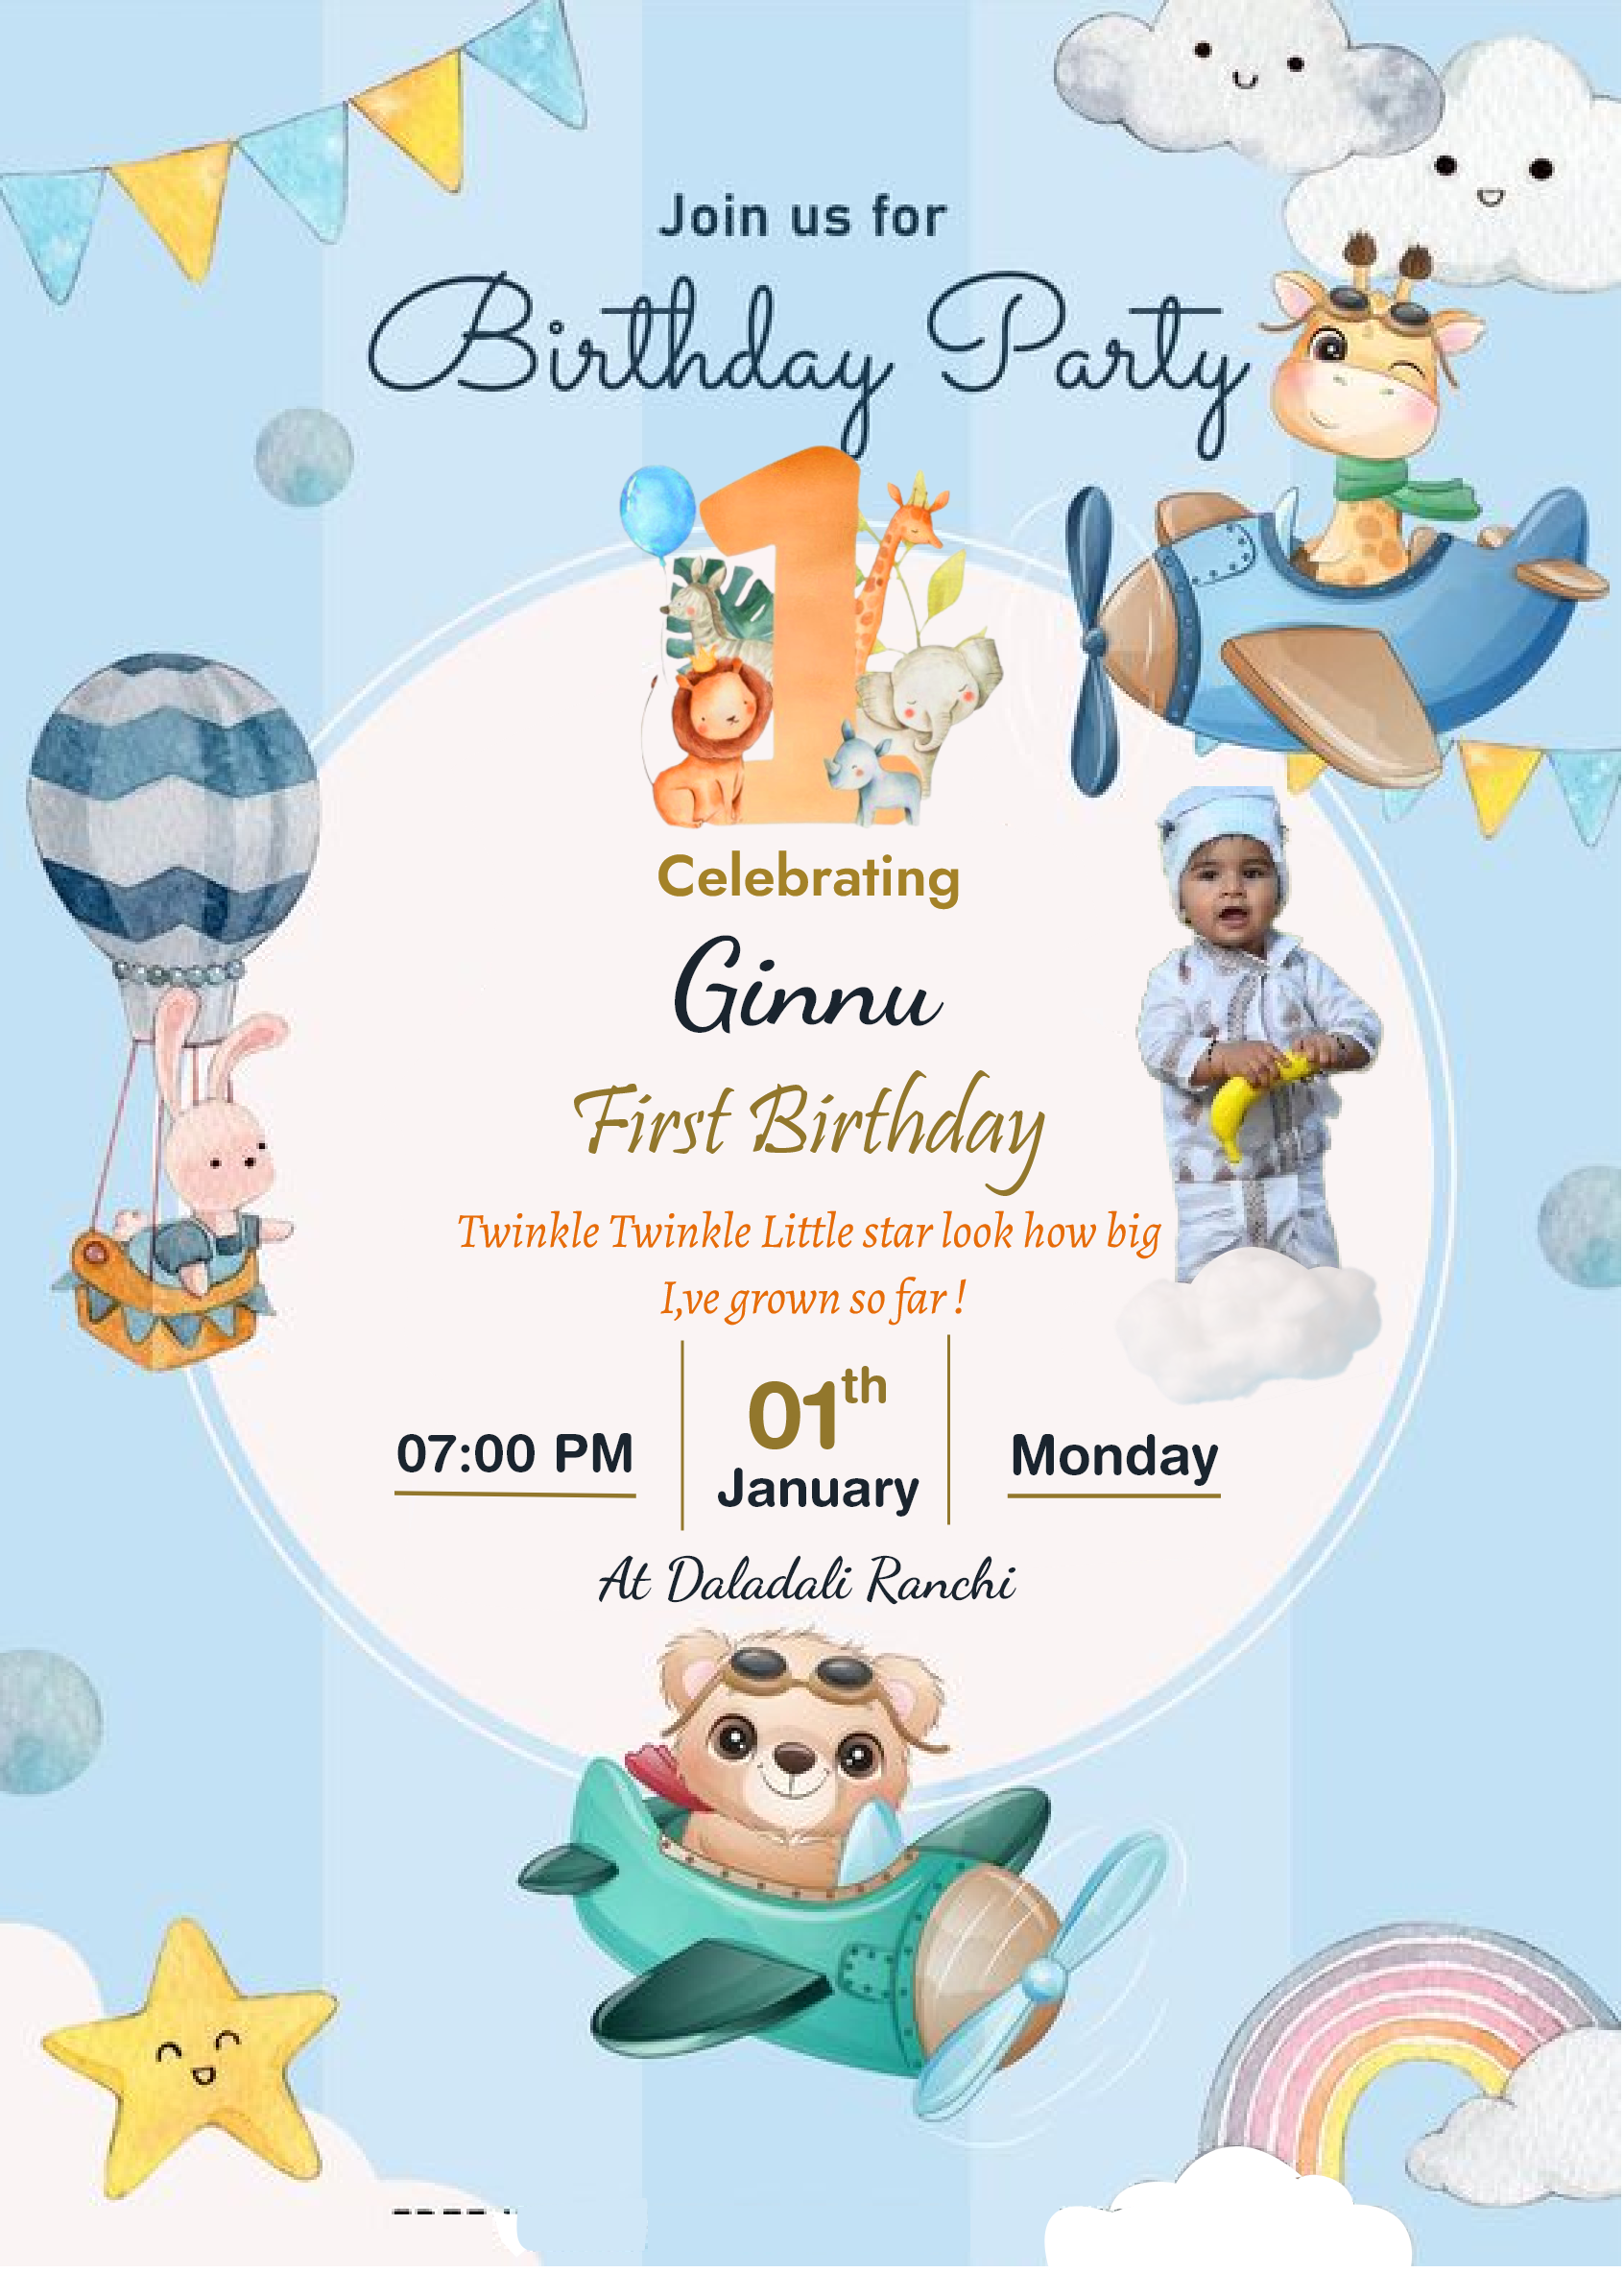 Join us for
Birthday Party
1
Celebrating
Ginnu
First Birthday
Twinkle Twinkle Little star look how big
I,ve grown so far !
07:00 PM
01th
January
Monday
At Daladali Ranchi